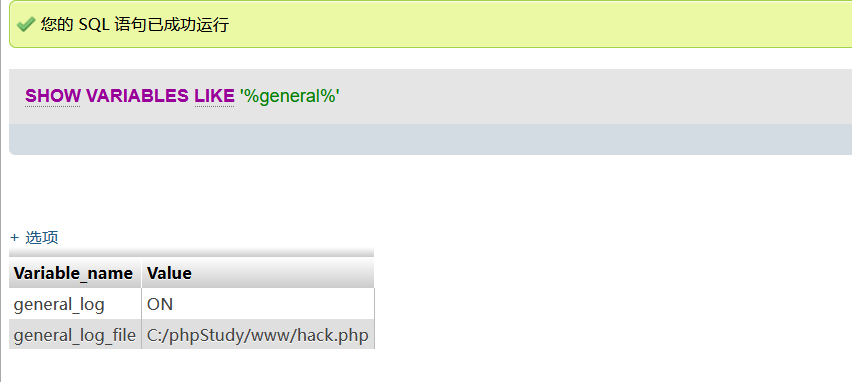 您的 SQL 语句已成功运行
SHOW VARIABLES LIKE '%general%'
+ 选项
Variable_name Value
general_log ON
general_log_file C:/phpStudy/www/hack.php